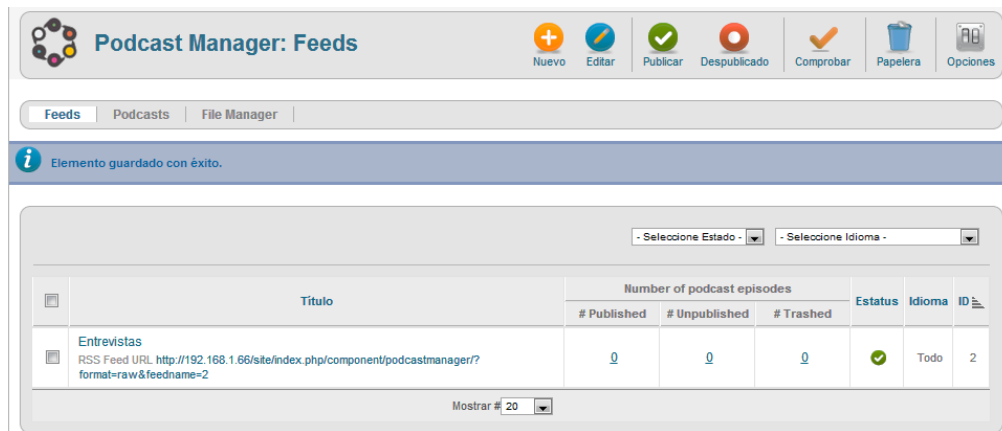 Podcast Manager: Feeds
Nuevo
Editar
Publicar
Despublicado
Comprobar
Papelera
Opciones
Feeds
Podcasts
File Manager
Elemento guardado con éxito.
- Seleccione Estado -
- Seleccione Idioma -
Título
Number of podcast episodes
# Published
# Unpublished
# Trashed
Estatus
Idioma
ID
Entrevistas
RSS Feed URL http://192.168.1.66/site/index.php/component/podcastmanager/?
format=raw&feedname=2
0
0
0
Todo
2
Mostrar # 20